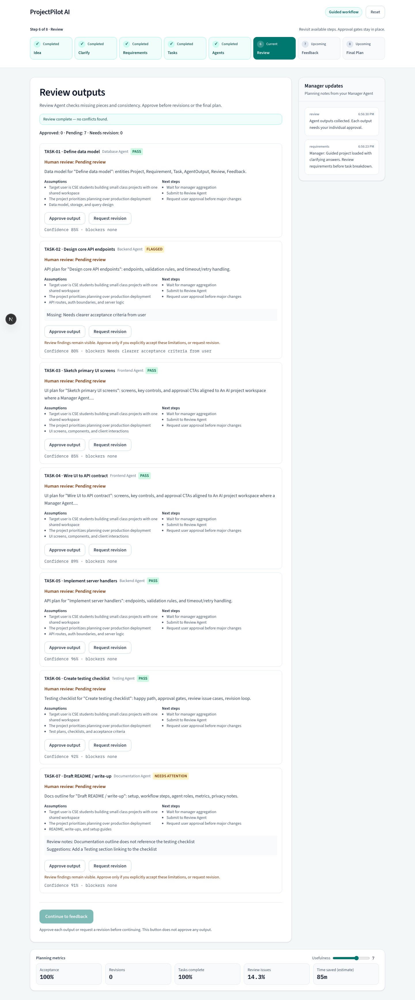 ProjectPilot AI
Guided workflow
Reset
Step 6 of 8 · Review
Revisit available steps. Approval gates stay in place.
✓ Completed
Idea
✓ Completed
Clarify
✓ Completed
Requirements
✓ Completed
Tasks
✓ Completed
Agents
6 Current
Review
7 Upcoming
Feedback
8 Upcoming
Final Plan
Review outputs
Review Agent checks missing pieces and consistency. Approve before revisions or the final plan.
Review complete — no conflicts found.
Approved: 0 · Pending: 7 · Needs revision: 0
TASK-01 · Define data model Database Agent PASS
Human review: Pending review
Data model for "Define data model": entities Project, Requirement, Task, AgentOutput, Review, Feedback.
Assumptions
• Target user is CSE students building small class projects with one
shared workspace
• The project prioritizes planning over production deployment
• Data model, storage, and query design
Next steps
• Wait for manager aggregation
• Submit to Review Agent
• Request user approval before major changes
Approve output
Request revision
Confidence 85% · blockers none
TASK-02 · Design core API endpoints Backend Agent FLAGGED
Human review: Pending review
API plan for "Design core API endpoints": endpoints, validation rules, and timeout/retry handling.
Assumptions
• Target user is CSE students building small class projects with one
shared workspace
• The project prioritizes planning over production deployment
• API routes, auth boundaries, and server logic
Next steps
• Wait for manager aggregation
• Submit to Review Agent
• Request user approval before major changes
Missing: Needs clearer acceptance criteria from user
Approve output
Request revision
Review findings remain visible. Approve only if you explicitly accept these limitations, or request revision.
Confidence 80% · blockers Needs clearer acceptance criteria from user
TASK-03 · Sketch primary UI screens Frontend Agent PASS
Human review: Pending review
UI plan for "Sketch primary UI screens": screens, key controls, and approval CTAs aligned to An AI project workspace
where a Manager Agent....
Assumptions
• Target user is CSE students building small class projects with one
shared workspace
• The project prioritizes planning over production deployment
• UI screens, components, and client interactions
Next steps
• Wait for manager aggregation
• Submit to Review Agent
• Request user approval before major changes
Approve output
Request revision
Confidence 85% · blockers none
TASK-04 · Wire UI to API contract Frontend Agent PASS
Human review: Pending review
UI plan for "Wire UI to API contract": screens, key controls, and approval CTAs aligned to An AI project workspace where a
Manager Agent....
Assumptions
• Target user is CSE students building small class projects with one
shared workspace
• The project prioritizes planning over production deployment
• UI screens, components, and client interactions
Next steps
• Wait for manager aggregation
• Submit to Review Agent
• Request user approval before major changes
Approve output
Request revision
Confidence 89% · blockers none
TASK-05 · Implement server handlers Backend Agent PASS
Human review: Pending review
API plan for "Implement server handlers": endpoints, validation rules, and timeout/retry handling.
Assumptions
• Target user is CSE students building small class projects with one
shared workspace
• The project prioritizes planning over production deployment
• API routes, auth boundaries, and server logic
Next steps
• Wait for manager aggregation
• Submit to Review Agent
• Request user approval before major changes
Approve output
Request revision
Confidence 96% · blockers none
TASK-06 · Create testing checklist Testing Agent PASS
Human review: Pending review
Testing checklist for "Create testing checklist": happy path, approval gates, review issue cases, revision loop.
Assumptions
• Target user is CSE students building small class projects with one
shared workspace
• The project prioritizes planning over production deployment
• Test plans, checklists, and acceptance criteria
Next steps
• Wait for manager aggregation
• Submit to Review Agent
• Request user approval before major changes
Approve output
Request revision
Confidence 92% · blockers none
TASK-07 · Draft README / write-up Documentation Agent NEEDS ATTENTION
Human review: Pending review
Docs outline for "Draft README / write-up": setup, workflow steps, agent roles, metrics, privacy notes.
Assumptions
• Target user is CSE students building small class projects with one
shared workspace
• The project prioritizes planning over production deployment
• README, write-ups, and setup guides
Next steps
• Wait for manager aggregation
• Submit to Review Agent
• Request user approval before major changes
Review notes: Documentation outline does not reference the testing checklist
Suggestions: Add a Testing section linking to the checklist
Approve output
Request revision
Review findings remain visible. Approve only if you explicitly accept these limitations, or request revision.
Confidence 91% · blockers none
Continue to feedback
Approve each output or request a revision before continuing. This button does not approve any output.
Manager updates
Planning notes from your Manager Agent
review 6:56:30 PM
Agent outputs collected. Each output
needs your individual approval.
requirements 6:56:23 PM
Manager: Guided project loaded with
clarifying answers. Review
requirements before task breakdown.
N
Planning metrics
Usefulness 7
Acceptance
100%
Revisions
0
Tasks complete
100%
Review issues
14.3%
Time saved (estimate)
85m